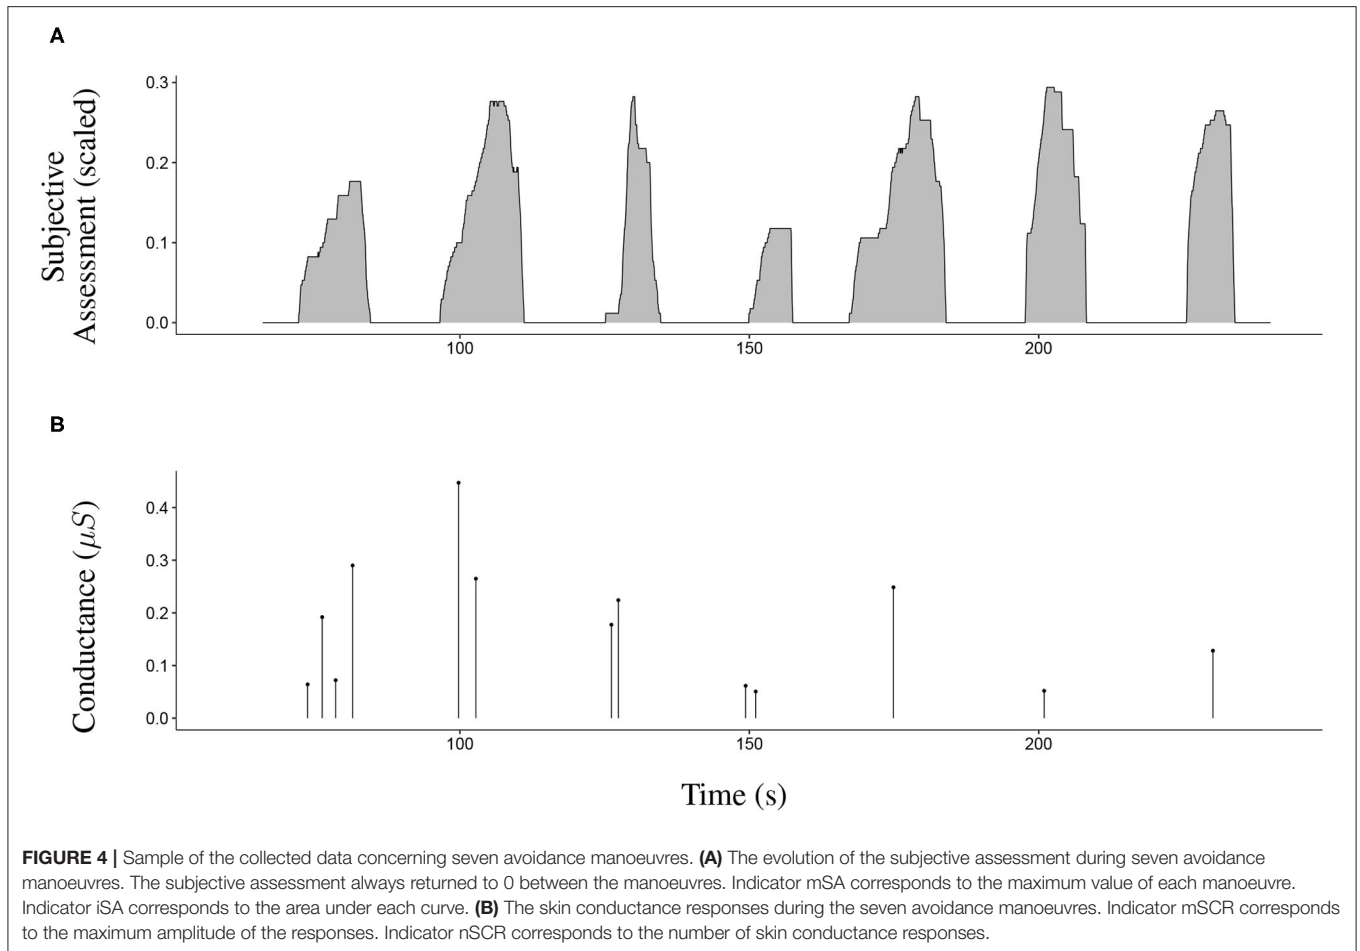 A
Subjective
Assessment (scaled)
0.3
0.2
0.1
0.0
100 150 200
B
Conductance (μS)
0.4
0.3
0.2
0.1
0.0
100 150 200
Time (s)
FIGURE 4 | Sample of the collected data concerning seven avoidance manoeuvres. (A) The evolution of the subjective assessment during seven avoidance
manoeuvres. The subjective assessment always returned to 0 between the manoeuvres. Indicator mSA corresponds to the maximum value of each manoeuvre.
Indicator iSA corresponds to the area under each curve. (B) The skin conductance responses during the seven avoidance manoeuvres. Indicator mSCR corresponds
to the maximum amplitude of the responses. Indicator nSCR corresponds to the number of skin conductance responses.